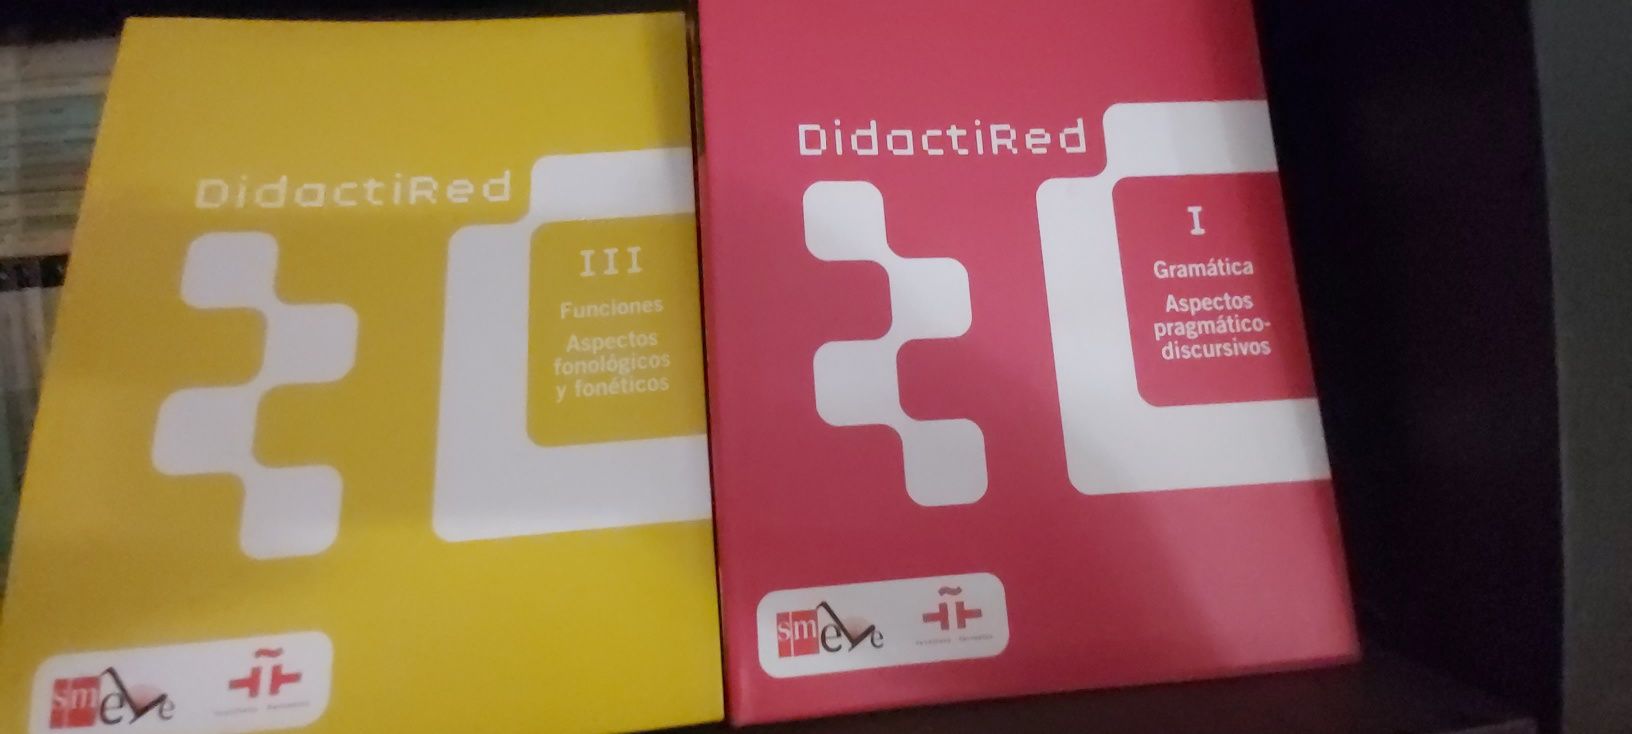 DidactiRed
III
Funciones
Aspectos
fonológicos
y fonéticos
sm
eLe
DidactiRed
I
Gramática
Aspectos
pragmático-
discursivos
sm
eLe